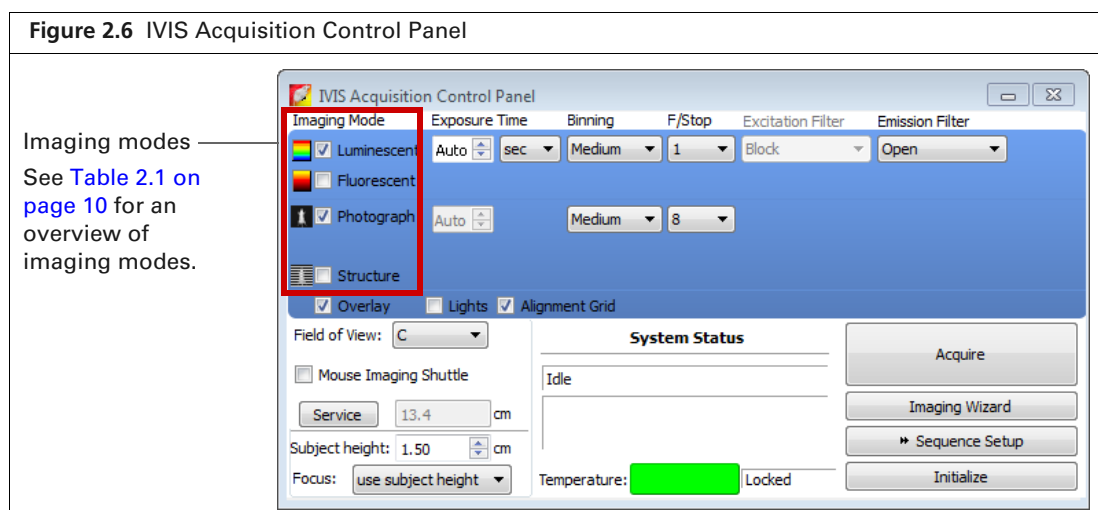 Figure 2.6 IVIS Acquisition Control Panel
Imaging modes
See Table 2.1 on
page 10 for an
overview of
imaging modes.
IVIS Acquisition Control Panel
Imaging Mode Exposure Time Binning F/Stop Excitation Filter Emission Filter
Luminescent Auto sec Medium 1 Block Open
Fluorescent
Photograph Auto Medium 8
Structure
Overlay Lights Alignment Grid
Field of View: C
Mouse Imaging Shuttle
Service 13.4 cm
Subject height: 1.50 cm
Focus: use subject height
System Status
Idle
Temperature: Locked
Acquire
Imaging Wizard
Sequence Setup
Initialize